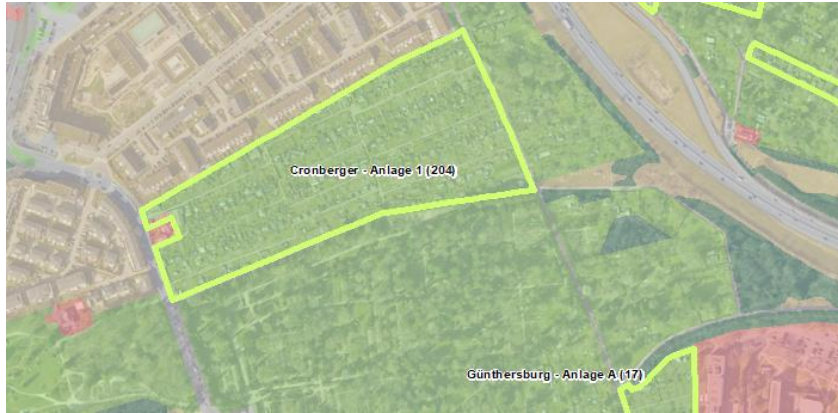 Cronberger - Anlage 1 (204)
Günthersburg - Anlage A (17)